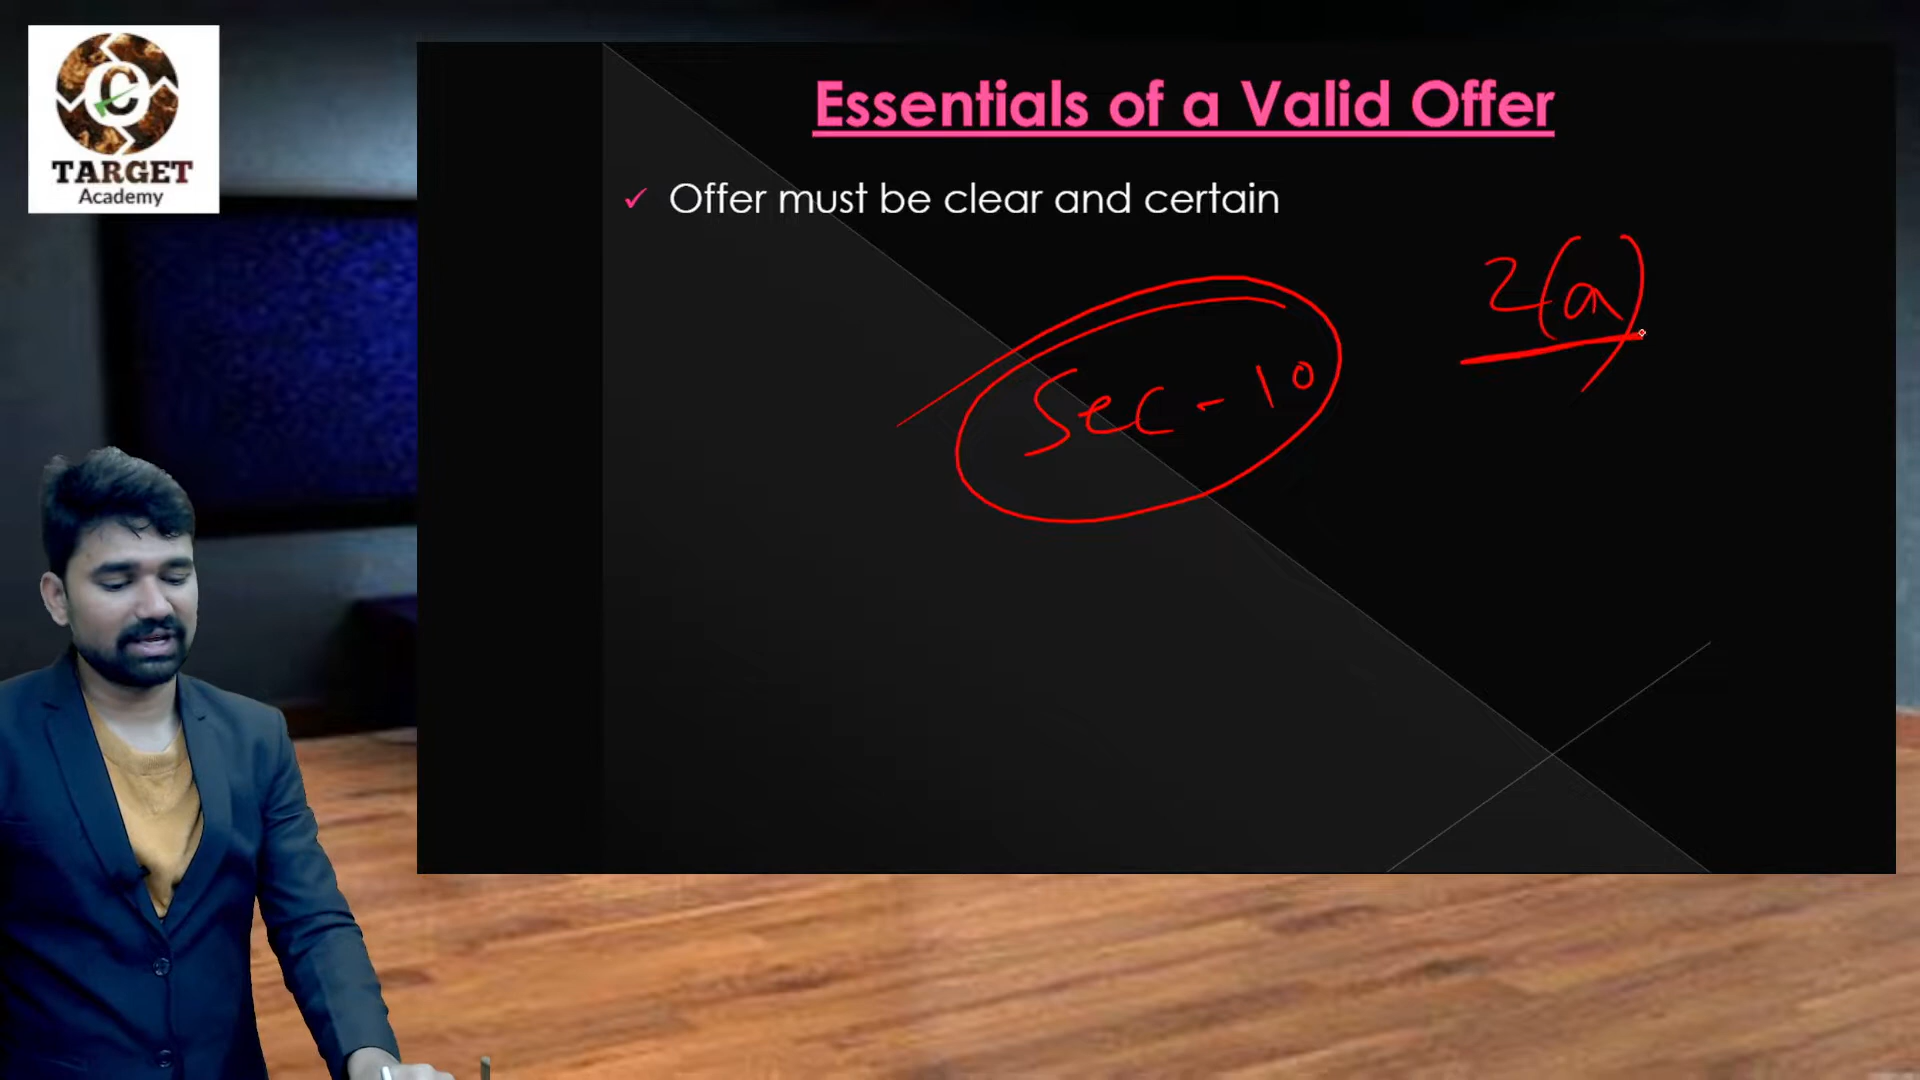 TARGET
Academy
Essentials of a Valid Offer
✓ Offer must be clear and certain
2(a)
Sec - 10